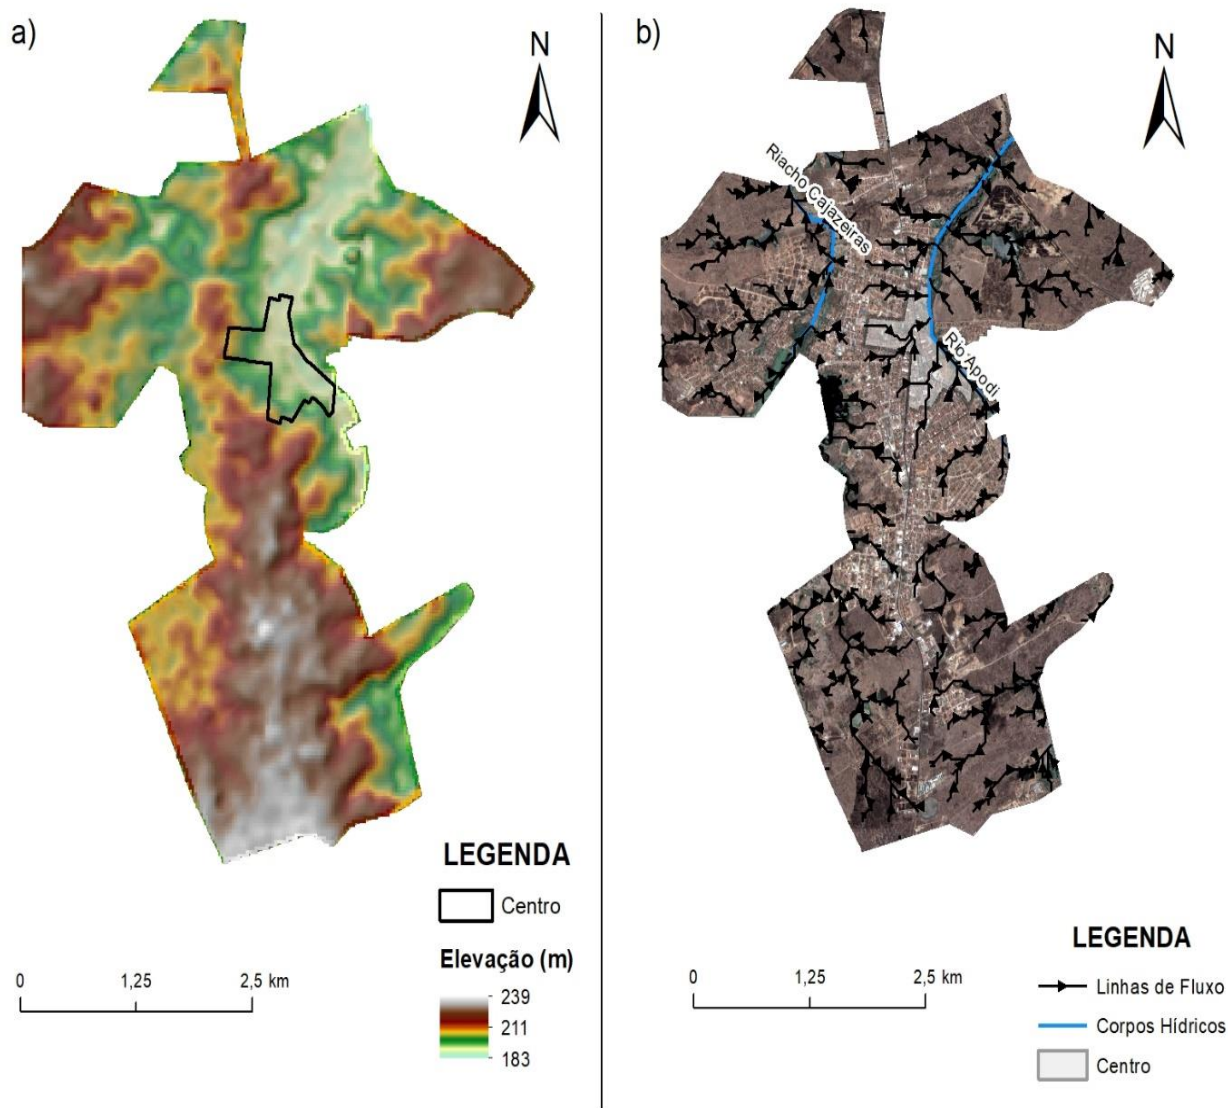 a)
N
LEGENDA
Centro
Elevação (m)
239
211
183
0 1,25 2,5 km
b)
N
Riacho Cajazeiras
Rio Apodi
LEGENDA
Linhas de Fluxo
Corpos Hídricos
Centro
0 1,25 2,5 km